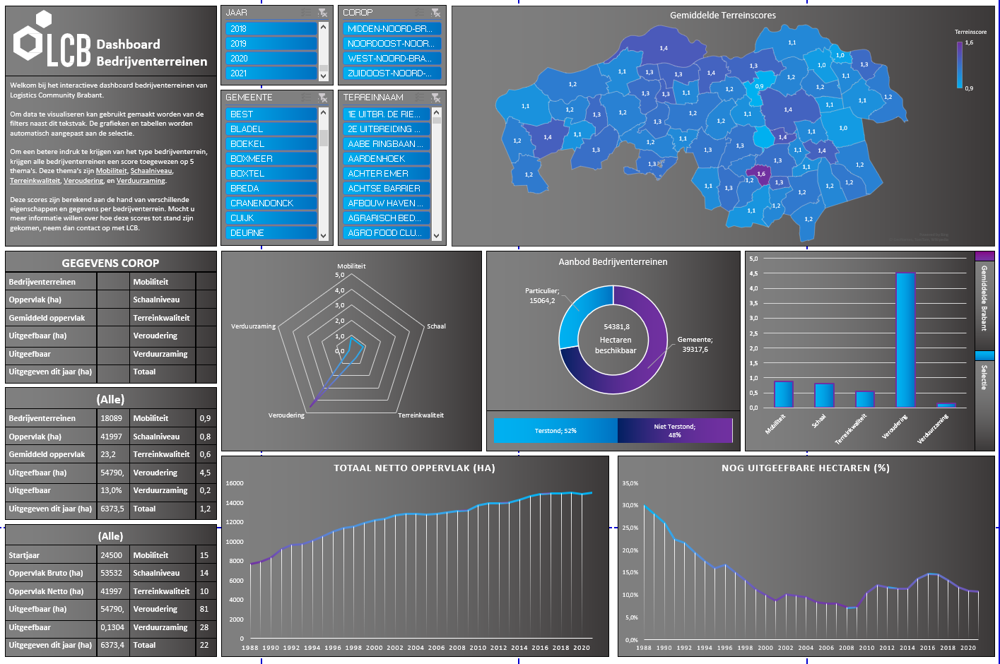 LCB Dashboard
Bedrijventerreinen
Welkom bij het interactieve dashboard bedrijventerreinen van
Logistics Community Brabant.
Om data te visualiseren kan gebruikt gemaakt worden van de
filters naast dit tekstvak. De grafieken en tabellen worden
automatisch aangepast aan de selectie.
Om een betere indruk te krijgen van het type bedrijventerrein,
krijgen alle bedrijventerreinen een score toegewezen op 5
thema's. Deze thema's zijn Mobiliteit, Schaalniveau,
Terreinkwaliteit, Veroudering, en Verduurzaming.
Deze scores zijn berekend aan de hand van verschillende
eigenschappen en gegevens per bedrijventerrein. Mocht u
meer informatie willen over hoe deze scores tot stand zijn
gekomen, neem dan contact op met LCB.
JAAR
2018
2019
2020
2021
COROP
MIDDEN-NOORD-BR...
NOORDOOST-NOOR...
WEST-NOORD-BRA...
ZUIDOOST-NOORD-...
GEMEENTE
BEST
BLADEL
BOEKEL
BOXMEER
BOXTEL
BREDA
CRANENDONCK
CUIJK
DEURNE
TERREINNAAM
1E UITBR. DE RIE...
2E UITBREIDING ...
AABE RINGBAAN ...
AARDENHOEK
ACHTER EMER
ACHTSE BARRIER
AFBOUW HAVEN ...
AGRARISCH BED...
AGRO FOOD CLU...
Gemiddelde Terreinscores
Terreinscore
1,6
0,9
1,4
1,1
1,0
1,3
1,3
1,0
1,1
1,3
1,3
1,4
1,2
1,1
1,2
0,9
1,2
1,2
1,3
1,3
1,1
1,2
1,1
1,2
1,1
1,2
1,3
1,2
1,2
1,4
1,1
1,3
1,1
1,0
1,2
1,4
1,1
1,2
1,1
1,4
1,1
1,3
1,3
1,3
1,1
1,4
1,2
1,3
1,3
1,1
1,2
1,2
1,6
1,2
1,3
1,1
1,3
1,2
1,2
1,2
1,1
1,2
1,2
GEGEVENS COROP
Bedrijventerreinen Mobiliteit
Oppervlak (ha) Schaalniveau
Gemiddeld oppervlak Terreinkwaliteit
Uitgeefbaar (ha) Veroudering
Uitgeefbaar Verduurzaming
Uitgegeven dit jaar (ha) Totaal
(Alle)
Bedrijventerreinen 18089 Mobiliteit 0,9
Oppervlak (ha) 41997 Schaalniveau 0,8
Gemiddeld oppervlak 23,2 Terreinkwaliteit 0,6
Uitgeefbaar (ha) 54790, Veroudering 4,5
Uitgeefbaar 13,0% Verduurzaming 0,2
Uitgegeven dit jaar (ha) 6373,5 Totaal 1,2
(Alle)
Startjaar 24500 Mobiliteit 15
Oppervlak Bruto (ha) 53532 Schaalniveau 14
Oppervlak Netto (ha) 41997 Terreinkwaliteit 10
Uitgeefbaar (ha) 54790, Veroudering 81
Uitgeefbaar 0,1304 Verduurzaming 28
Uitgegeven dit jaar (ha) 6373,4 Totaal 22
Mobiliteit
5,0
4,0
3,0
2,0
1,0
0,0
Verduurzaming
Schaal
Veroudering
Terreinkwaliteit
Aanbod Bedrijventerreinen
Particulier;
15064,2
54381,8
Hectaren
beschikbaar
Gemeente;
39317,6
Terstond; 52%
Niet Terstond;
48%
5,0
4,5
4,0
3,5
3,0
2,5
2,0
1,5
1,0
0,5
0,0
Mobiliteit
Schaal
Terreinkwaliteit
Veroudering
Verduurzaming
Gemiddelde Brabant
Selectie
TOTAAL NETTO OPPERVLAK (HA)
16000
14000
12000
10000
8000
6000
4000
2000
0
1988 1990 1992 1994 1996 1998 2000 2002 2004 2006 2008 2010 2012 2014 2016 2018 2020
NOG UITGEEFBARE HECTAREN (%)
35,0%
30,0%
25,0%
20,0%
15,0%
10,0%
5,0%
0,0%
1988 1990 1992 1994 1996 1998 2000 2002 2004 2006 2008 2010 2012 2014 2016 2018 2020